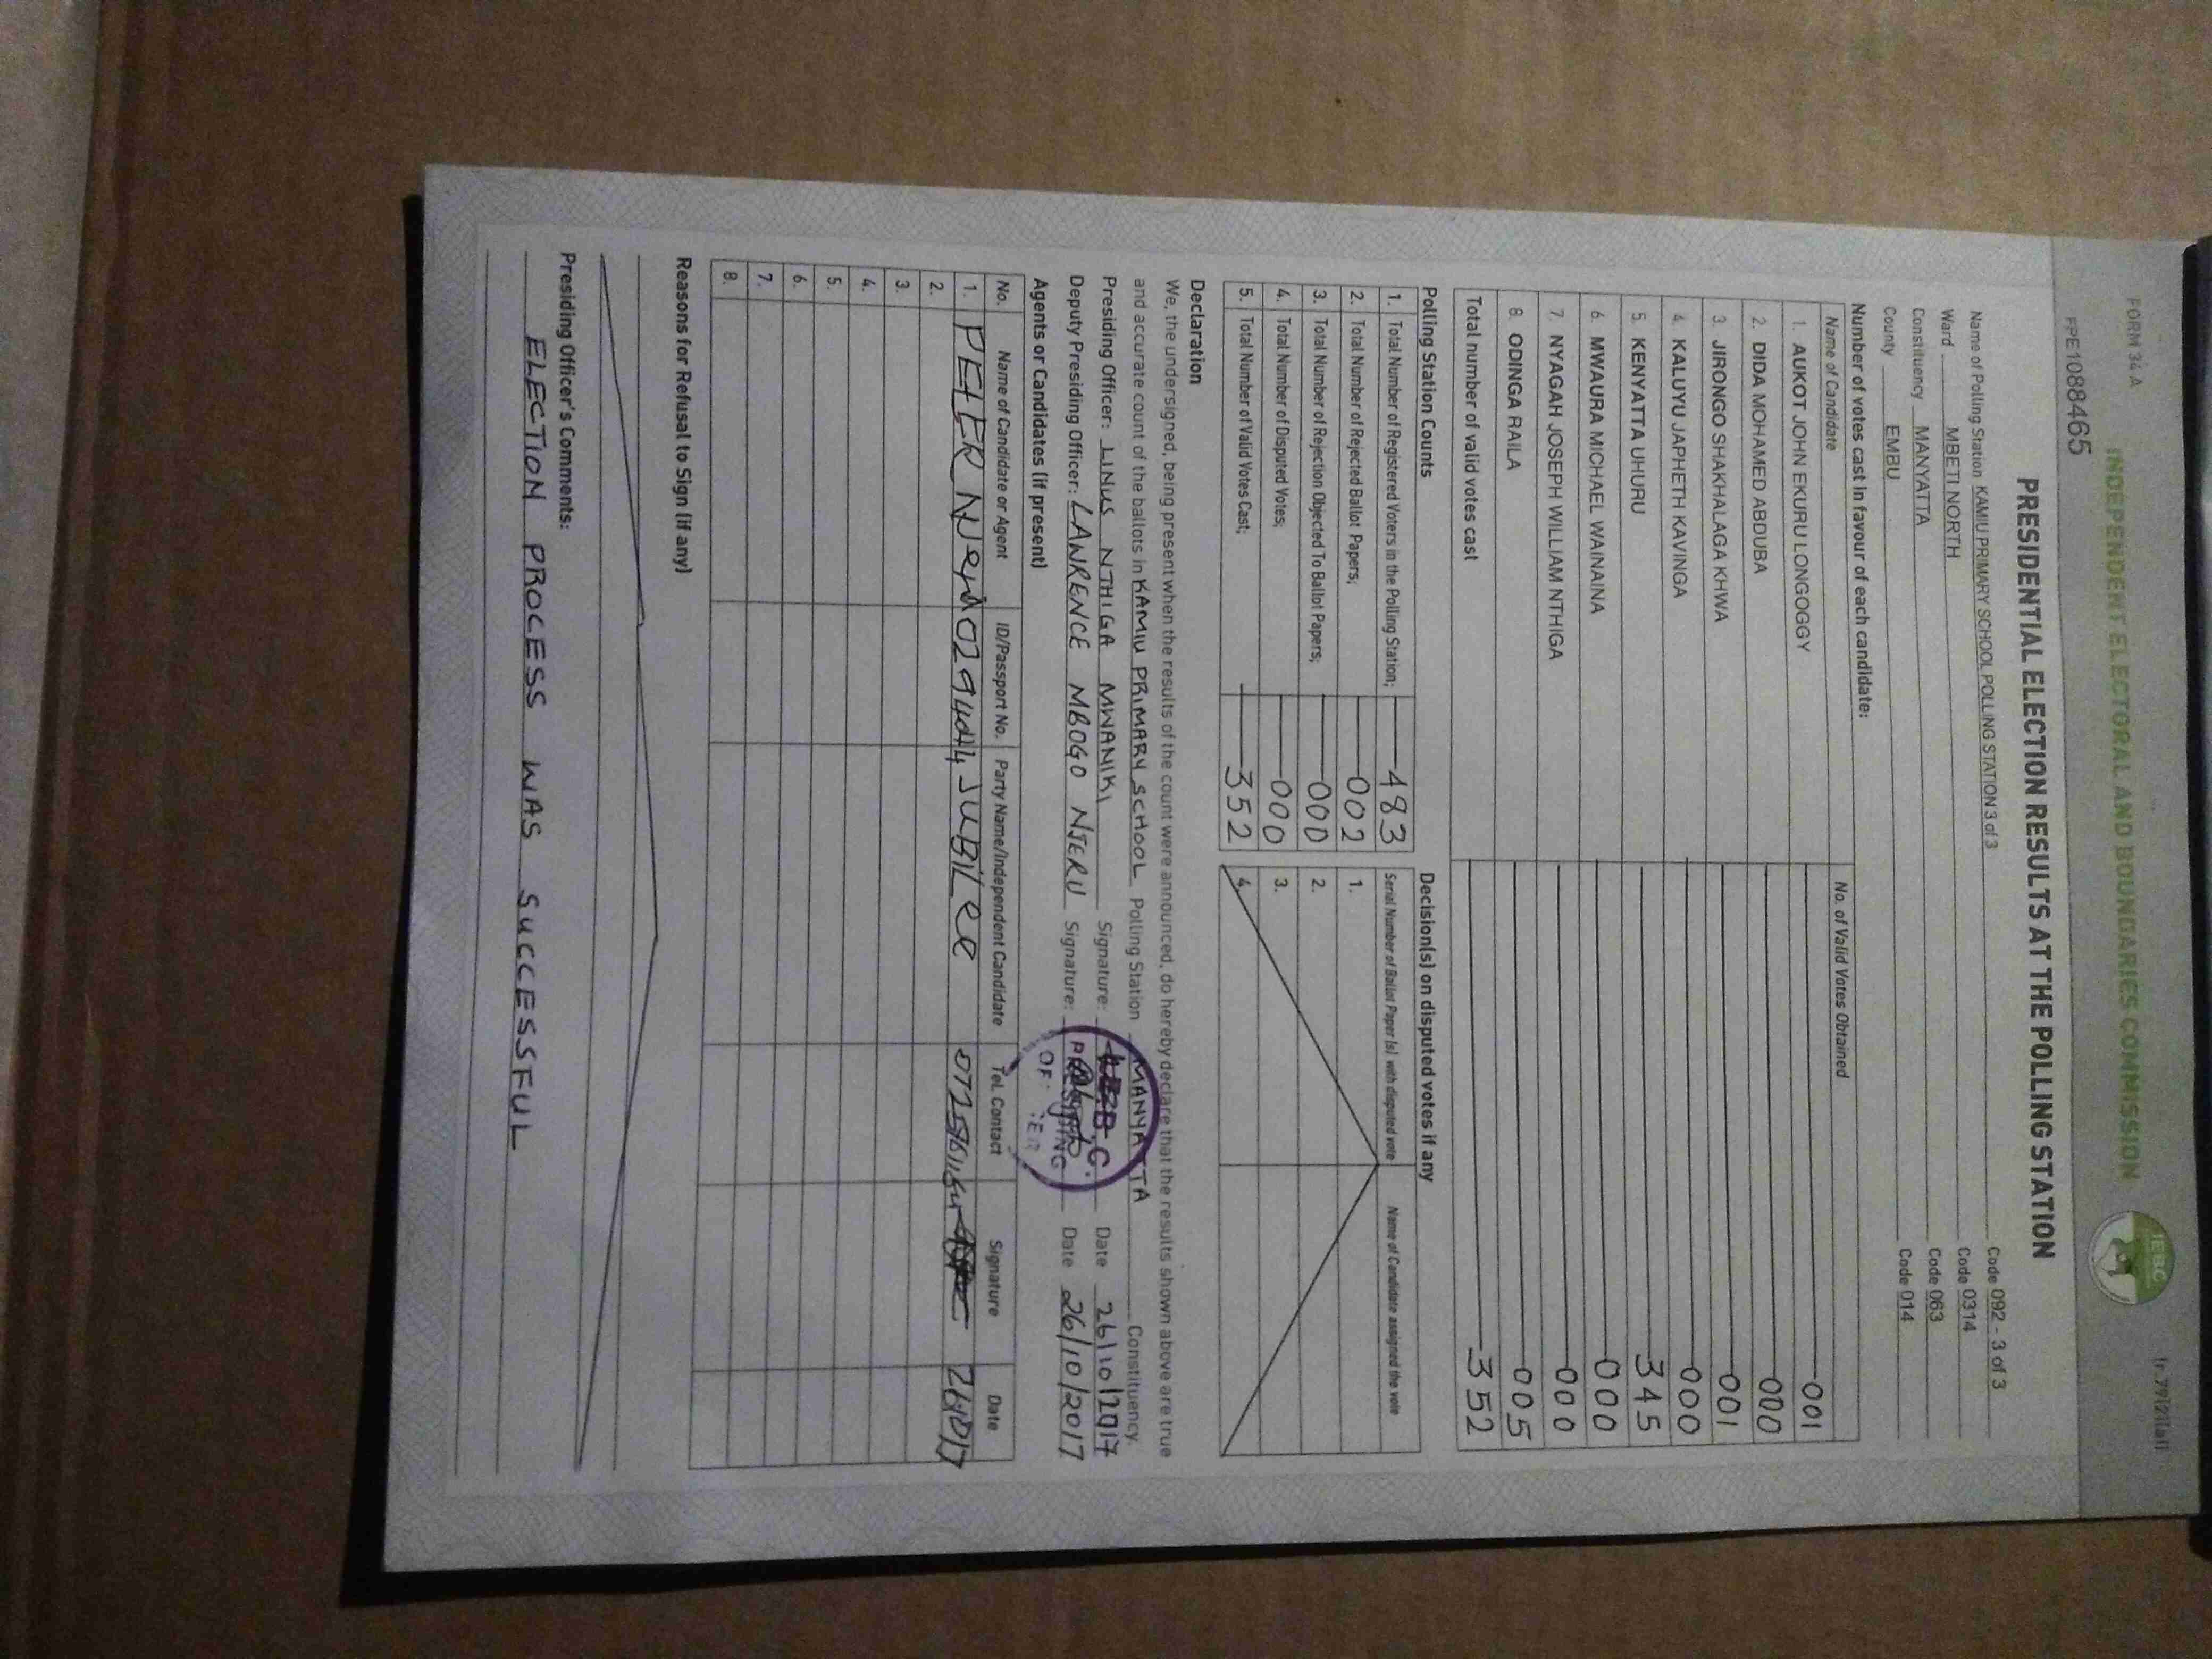 FORM 34 A
INDEPENDENT ELECTORAL AND BOUNDARIES COMMISSION
IEBC
PPE1088465
PRESIDENTIAL ELECTION RESULTS AT THE POLLING STATION
Name of Polling Station KAMIU PRIMARY SCHOOL POLLING STATION 3 of 3 Code 092 - 3 of 3
Ward MBETI NORTH Code 0314
Constituency MANYATTA Code 063
County EMBU Code 014
Number of votes cast in favour of each candidate:
Name of Candidate No. of Valid Votes Obtained
1. AUKOT JOHN EKURU LONGOGGY 001
2. DIDA MOHAMED ABDUBA 000
3. JIRONGO SHAKHALAGA KHWA 001
4. KALUYU JAPHETH KAVINGA 000
5. KENYATTA UHURU 345
6. MWAURA MICHAEL WAINAINA 000
7. NYAGAH JOSEPH WILLIAM NTHIGA 000
8. ODINGA RAILA 005
Total number of valid votes cast 352
Polling Station Counts
1. Total Number of Registered Voters in the Polling Station; 483
2. Total Number of Rejected Ballot Papers; 002
3. Total Number of Rejection Objected To Ballot Papers; 000
4. Total Number of Disputed Votes; 000
5. Total Number of Valid Votes Cast; 352
Decision(s) on disputed votes if any
Serial Number of Ballot Paper (s) with disputed vote Name of Candidate assigned the vote
1.
2.
3.
4.
Declaration
We, the undersigned, being present when the results of the count were announced, do hereby declare that the results shown above are true
and accurate count of the ballots in KAMIU PRIMARY SCHOOL Polling Station MANYATTA Constituency.
Presiding Officer: LINUS NTHIGA MWANIKI Signature: Date 26/10/2017
Deputy Presiding Officer: LAWRENCE MBOGO NJERU Signature: Date 26/10/2017
PRESIDING
Agents or Candidates (if present)
No. Name of Candidate or Agent ID/Passport No. Party Name/Independent Candidate Tel. Contact Signature Date
1. PETER JUBILEE
2.
3.
4.
5.
6.
7.
8.
Reasons for Refusal to Sign (if any)
Presiding Officer's Comments:
ELECTION PROCESS WAS SUCCESSFUL